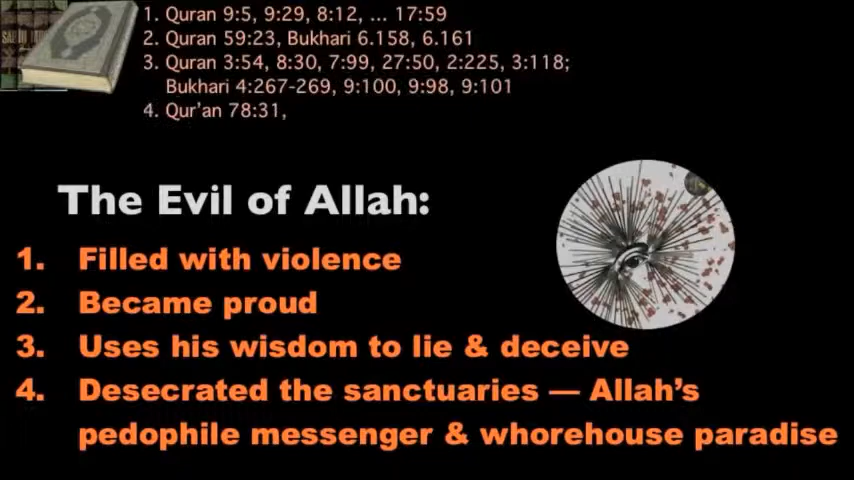 1. Quran 9:5, 9:29, 8:12, ... 17:59
2. Quran 59:23, Bukhari 6.158, 6.161
3. Quran 3:54, 8:30, 7:99, 27:50, 2:225, 3:118;
Bukhari 4:267-269, 9:100, 9:98, 9:101
4. Qur'an 78:31,
The Evil of Allah:
1. Filled with violence
2. Became proud
3. Uses his wisdom to lie & deceive
4. Desecrated the sanctuaries — Allah's
pedophile messenger & whorehouse paradise